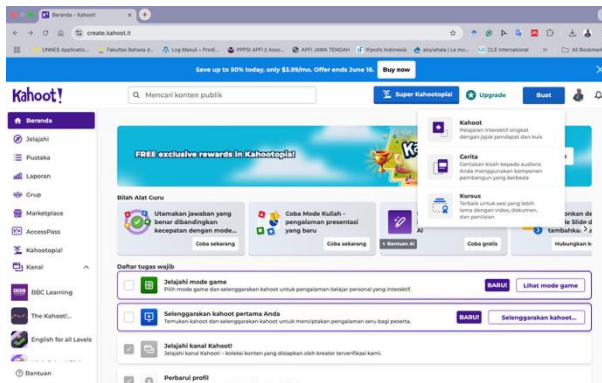 Beranda - Kahoot!
create.kahoot.it
UNNES Applicatio...
Fakultas Bahasa d...
Log Masuk • Prodi...
PPPSI APFI || Asso...
APFI JAWA TENGAH
IFprofs Indonésie
aloyiahala | Le mo...
CLE International
All Bookmark
Save up to 50% today, only $3.99/mo. Offer ends June 16.
Buy now
Kahoot!
Mencari konten publik
Super Kahootopia!
Upgrade
Buat
Beranda
Jelajahi
Pustaka
Laporan
Grup
Marketplace
AccessPass
Kahootopia!
Kanal
BBC Learning
The Kahoot!...
English for all Levels
Bantuan
Kahoot
Pelajaran interaktif singkat
dengan jajak pendapat dan kuis
Cerita
Ceritakan kisah kepada audiens
Anda menggunakan komponen
pembangun yang berbeda
Kursus
Terbaik untuk sesi yang lebih
lama dengan video, dokumen,
dan penilaian
FREE exclusive rewards in Kahootopia!
Bilah Alat Guru
Utamakan jawaban yang
benar dibandingkan
kecepatan dengan mode...
Coba sekarang
Coba Mode Kuliah -
pengalaman presentasi
yang baru
Coba sekarang
Bantuan AI
AI
Coba gratis
Hubungkan
Daftar tugas wajib
Jelajahi mode game
Pilih mode game dan selenggarakan kahoot untuk pengalaman belajar personal yang interaktif.
BARU!
Lihat mode game
Selenggarakan kahoot pertama Anda
Temukan kahoot dan selenggarakan kahoot untuk menciptakan pengalaman seru bagi peserta.
BARU!
Selenggarakan kahoot...
Jelajahi kanal Kahoot!
Jelajahi kanal Kahoot! - koleksi konten yang disiapkan oleh kreator terverifikasi kami.
Perbarui profil